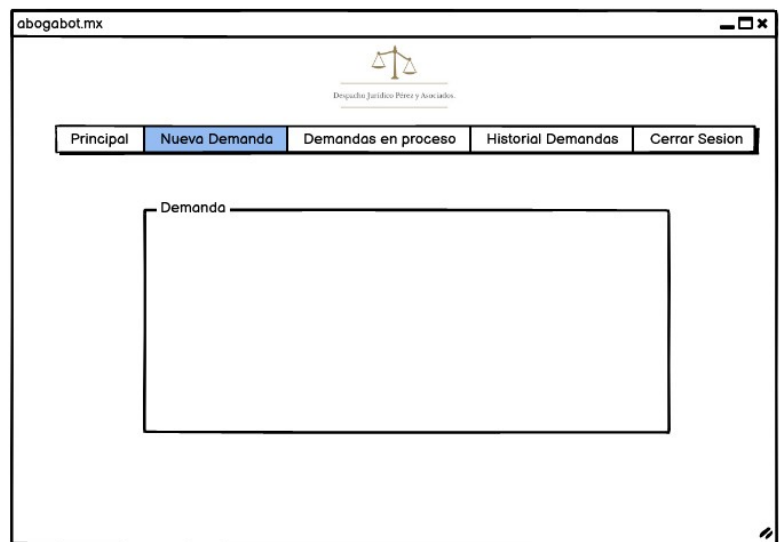 abogabot.mx
Despacho Jurídico Pérez y Asociados.
Principal Nueva Demanda Demandas en proceso Historial Demandas Cerrar Sesion
Demanda